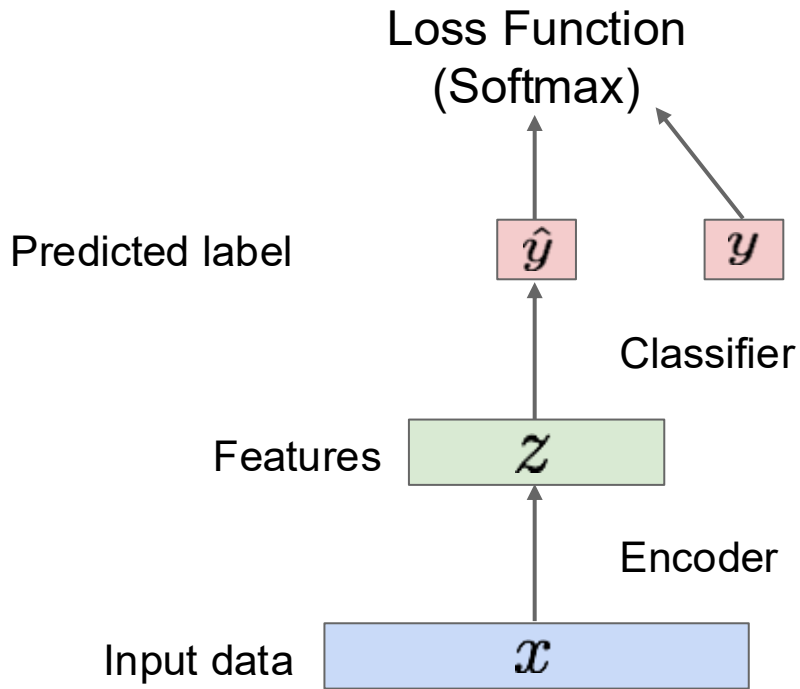 Loss Function
(Softmax)
Predicted label
ŷ
y
Classifier
Features
z
Encoder
Input data
x